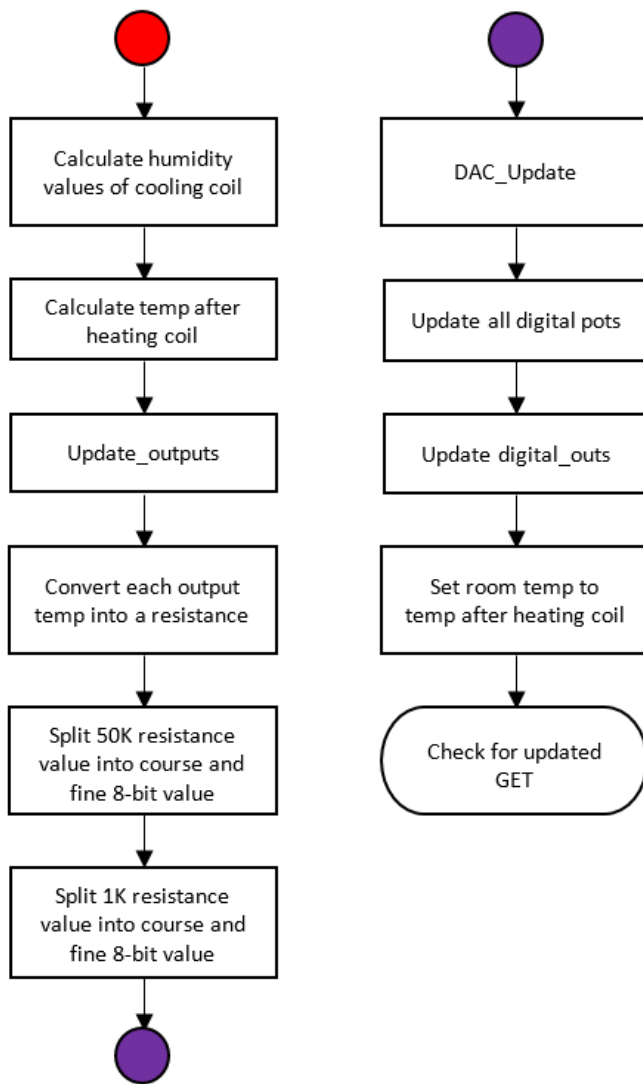 Calculate humidity
values of cooling coil
Calculate temp after
heating coil
Update_outputs
Convert each output
temp into a resistance
Split 50K resistance
value into course and
fine 8-bit value
Split 1K resistance
value into course and
fine 8-bit value
DAC_Update
Update all digital pots
Update digital_outs
Set room temp to
temp after heating coil
Check for updated
GET